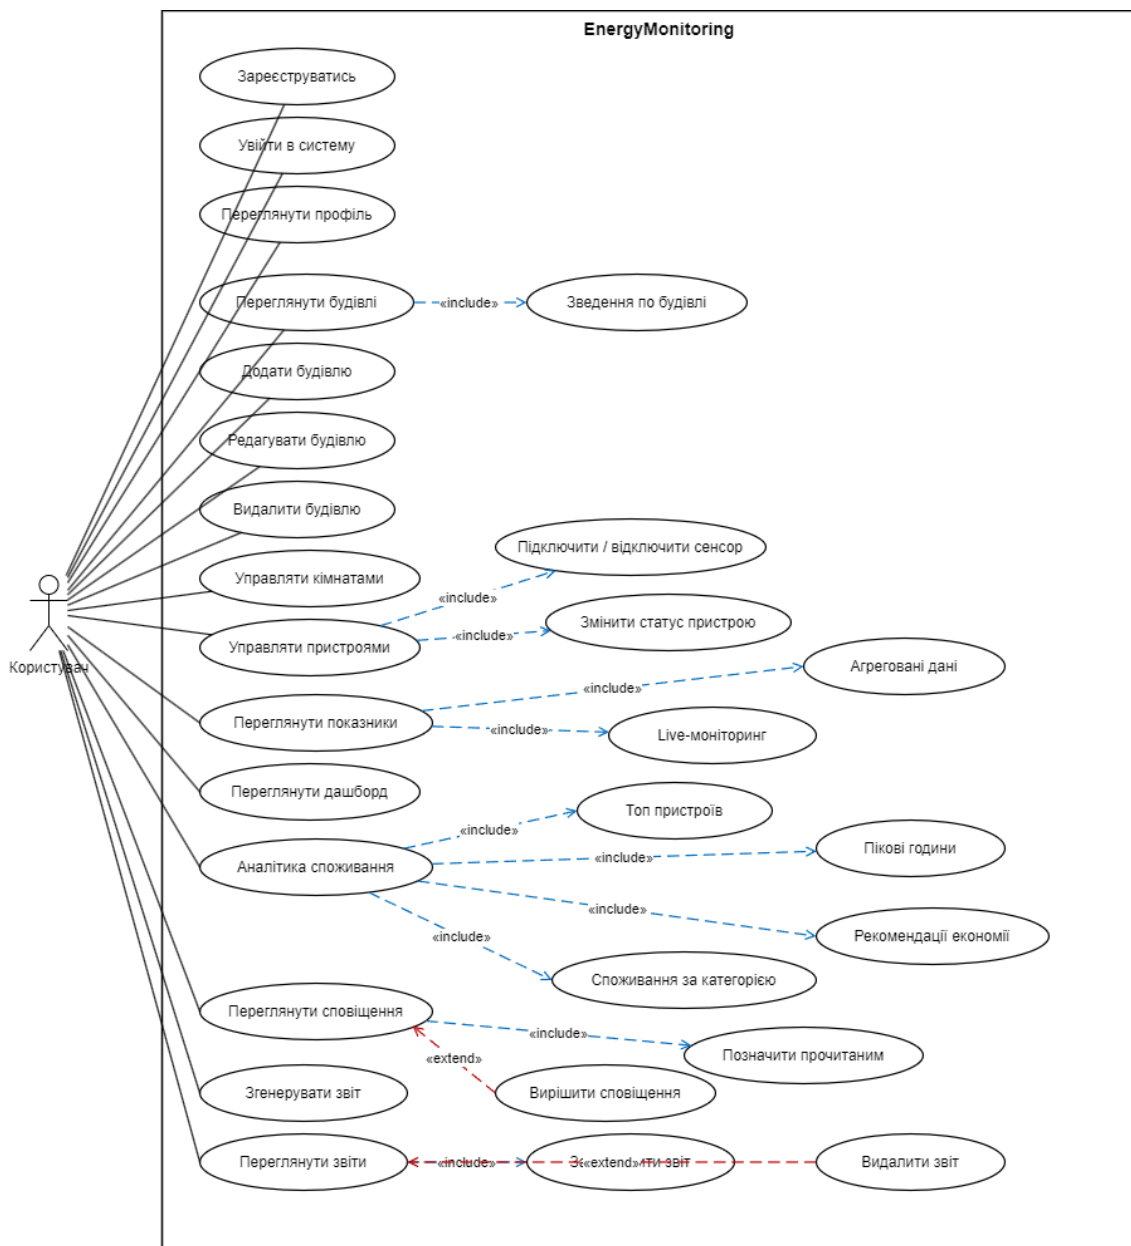 EnergyMonitoring
Зареєструватись
Увійти в систему
Переглянути профіль
Переглянути будівлі
«include»
Зведення по будівлі
Додати будівлю
Редагувати будівлю
Видалити будівлю
Підключити / відключити сенсор
Управляти кімнатами
«include»
Змінити статус пристрою
«include»
Управляти пристроями
Користувач
Агреговані дані
«include»
Переглянути показники
«include»
Live-моніторинг
Переглянути дашборд
Топ пристроїв
«include»
Пікові години
«include»
Аналітика споживання
«include»
Рекомендації економії
«include»
Споживання за категорією
Переглянути сповіщення
«include»
Позначити прочитаним
«extend»
Згенерувати звіт
Вирішити сповіщення
Переглянути звіти
«include»
«extend»
звіт
Видалити звіт